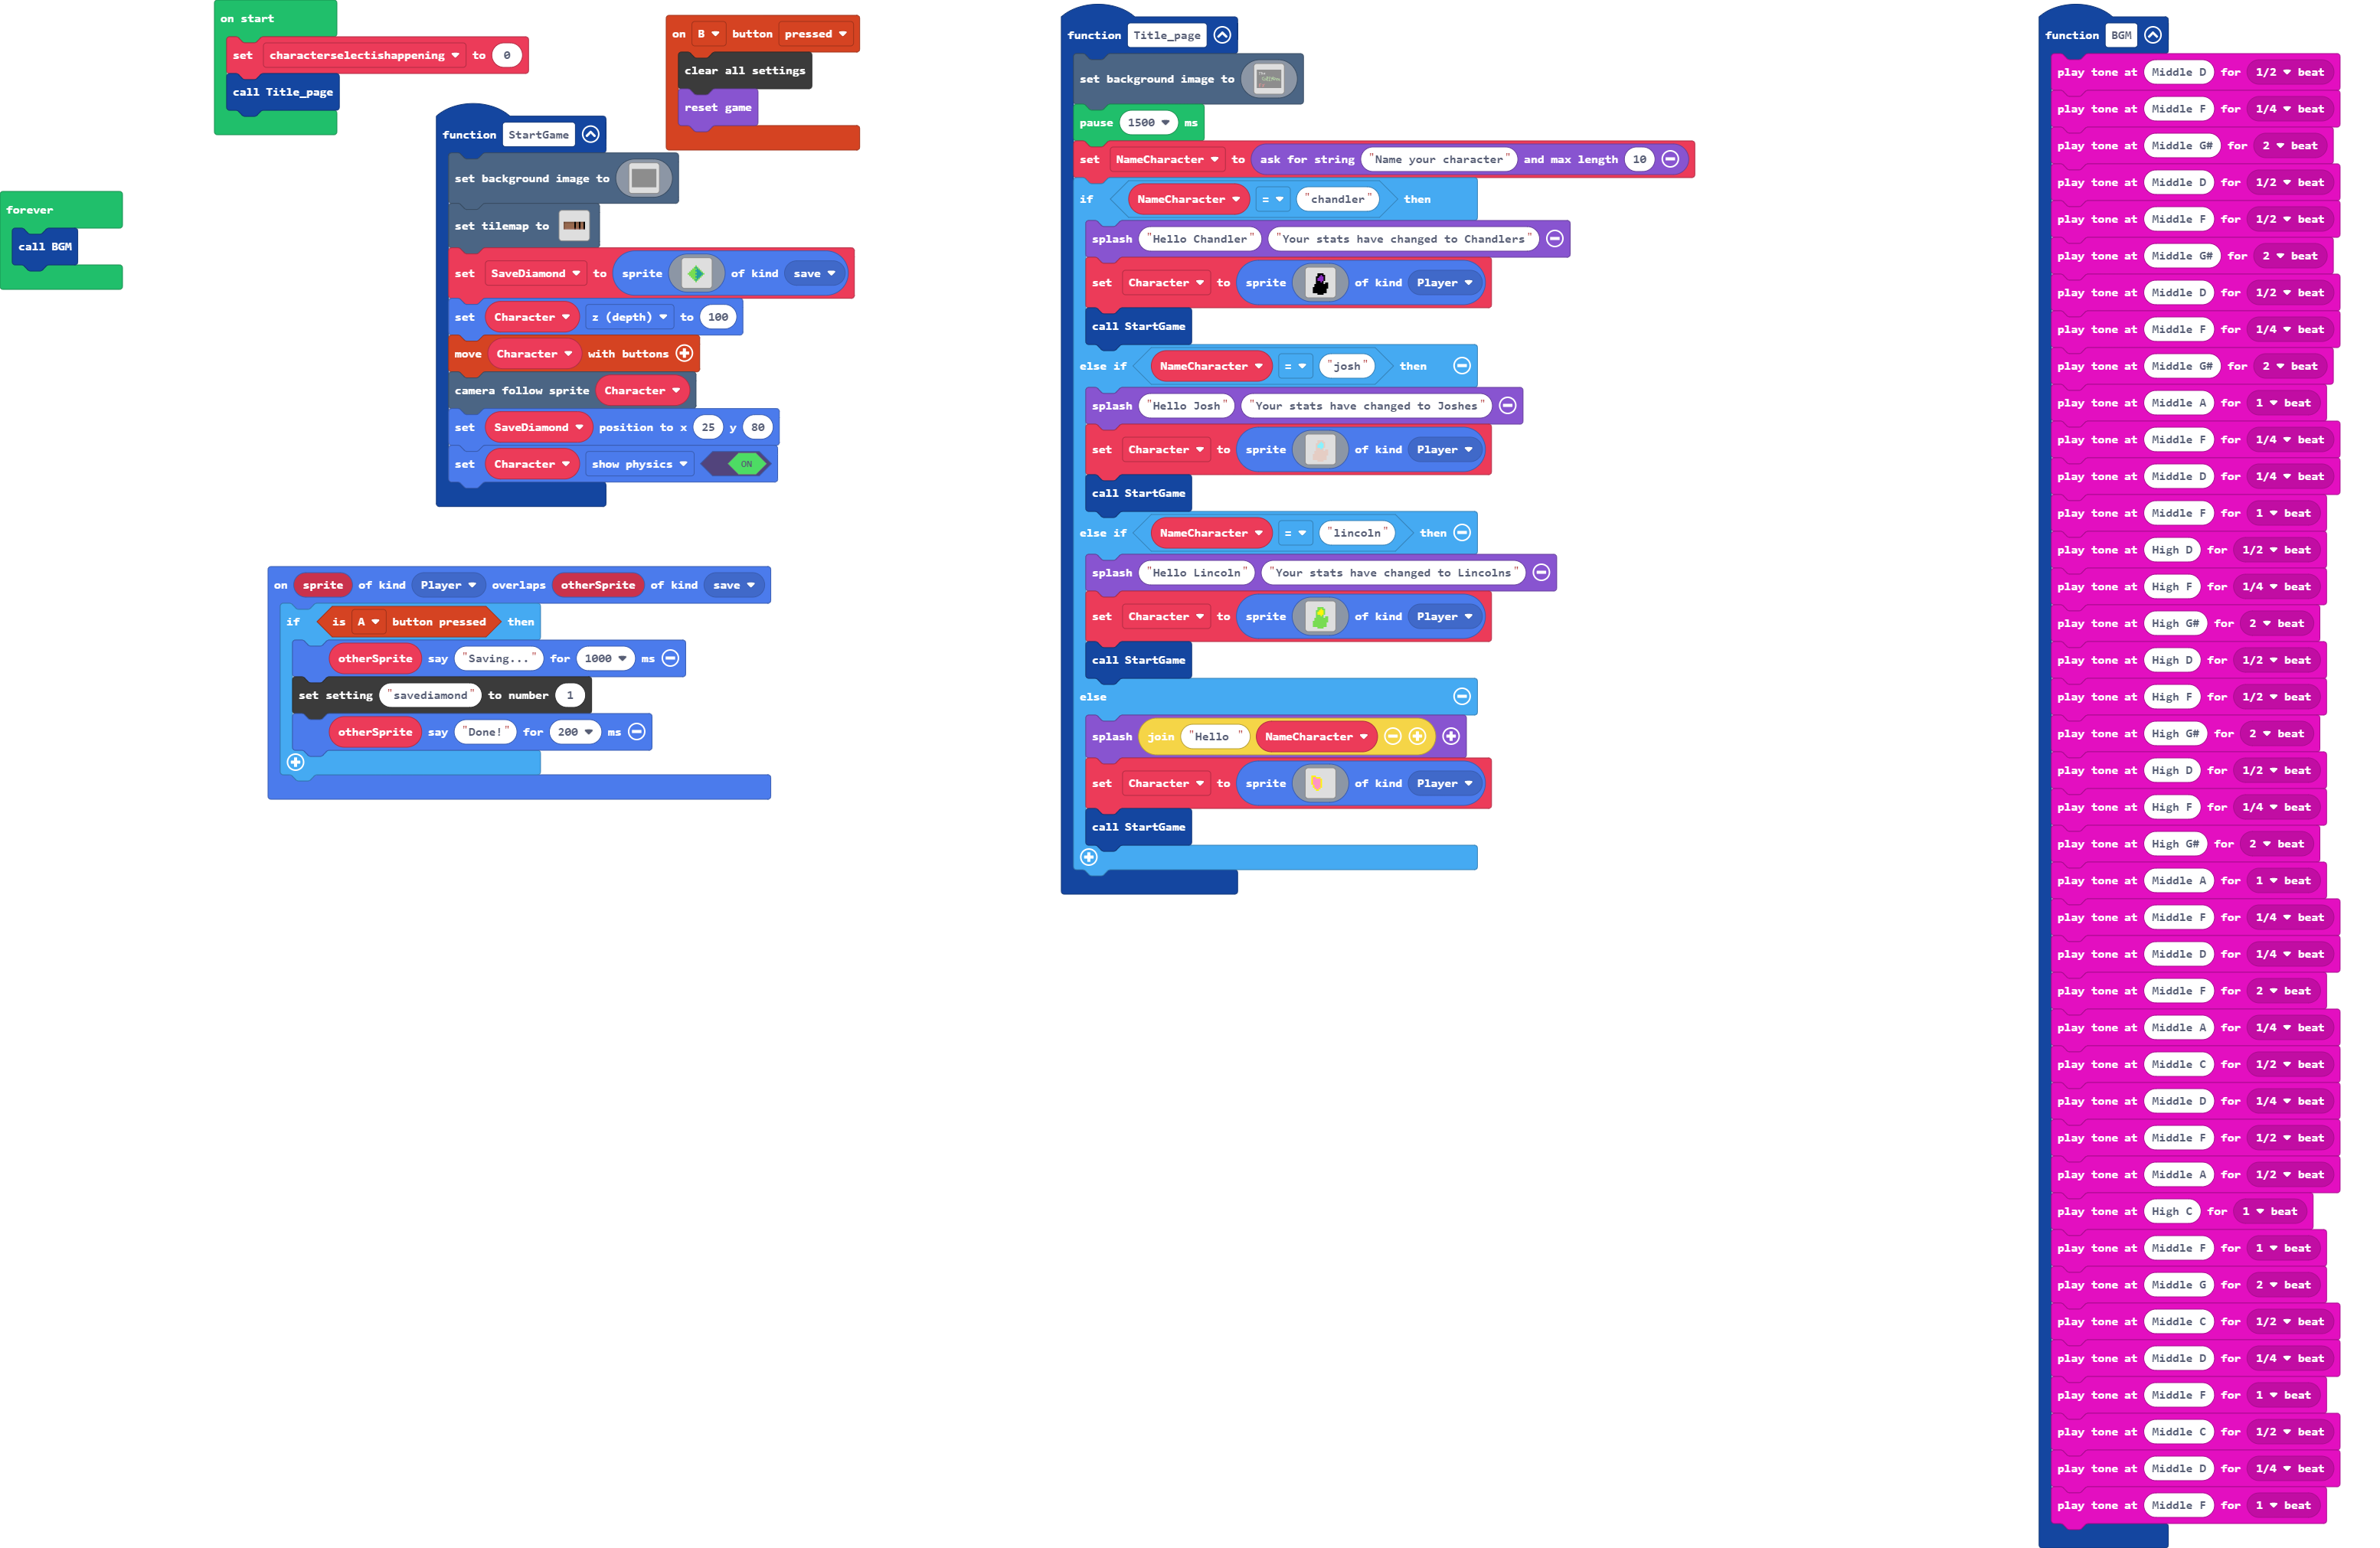 on start
set characterselectishappening to 0
call Title_page
forever
call BGM
on B button pressed
clear all settings
reset game
function StartGame
set background image to
set tilemap to
set SaveDiamond to sprite of kind save
set Character z (depth) to 100
move Character with buttons
camera follow sprite Character
set SaveDiamond position to x 25 y 80
set Character show physics ON
on sprite of kind Player overlaps otherSprite of kind save
if is A button pressed then
otherSprite say "Saving..." for 1000 ms
set setting "savediamond" to number 1
otherSprite say "Done!" for 200 ms
function Title_page
set background image to
pause 1500 ms
set NameCharacter to ask for string "Name your character" and max length 10
if NameCharacter = "chandler" then
splash "Hello Chandler" "Your stats have changed to Chandlers"
set Character to sprite of kind Player
call StartGame
else if NameCharacter = "josh" then
splash "Hello Josh" "Your stats have changed to Joshes"
set Character to sprite of kind Player
call StartGame
else if NameCharacter = "lincoln" then
splash "Hello Lincoln" "Your stats have changed to Lincolns"
set Character to sprite of kind Player
call StartGame
else
splash join "Hello " NameCharacter
set Character to sprite of kind Player
call StartGame
function BGM
play tone at Middle D for 1/2 beat
play tone at Middle F for 1/4 beat
play tone at Middle G# for 2 beat
play tone at Middle D for 1/2 beat
play tone at Middle F for 1/2 beat
play tone at Middle G# for 2 beat
play tone at Middle D for 1/2 beat
play tone at Middle F for 1/4 beat
play tone at Middle G# for 2 beat
play tone at Middle A for 1 beat
play tone at Middle F for 1/4 beat
play tone at Middle D for 1/4 beat
play tone at Middle F for 1 beat
play tone at High D for 1/2 beat
play tone at High F for 1/4 beat
play tone at High G# for 2 beat
play tone at High D for 1/2 beat
play tone at High F for 1/2 beat
play tone at High G# for 2 beat
play tone at High D for 1/2 beat
play tone at High F for 1/4 beat
play tone at High G# for 2 beat
play tone at Middle A for 1 beat
play tone at Middle F for 1/4 beat
play tone at Middle D for 1/4 beat
play tone at Middle F for 2 beat
play tone at Middle A for 1/4 beat
play tone at Middle C for 1/2 beat
play tone at Middle D for 1/4 beat
play tone at Middle F for 1/2 beat
play tone at Middle A for 1/2 beat
play tone at High C for 1 beat
play tone at Middle F for 1 beat
play tone at Middle G for 2 beat
play tone at Middle C for 1/2 beat
play tone at Middle D for 1/4 beat
play tone at Middle F for 1 beat
play tone at Middle C for 1/2 beat
play tone at Middle D for 1/4 beat
play tone at Middle F for 1 beat